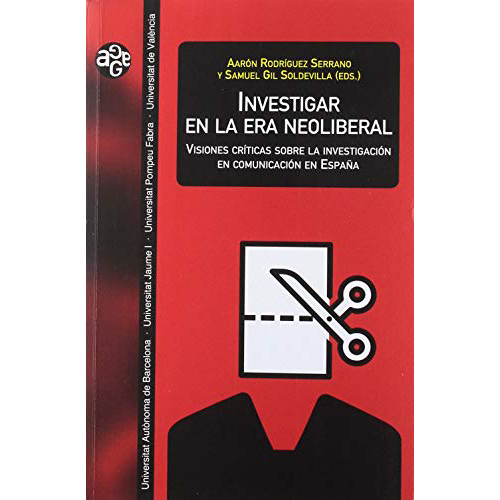 AARÓN RODRÍGUEZ SERRANO
Y SAMUEL GIL SOLDEVILLA (EDS.)
INVESTIGAR
EN LA ERA NEOLIBERAL
VISIONES CRÍTICAS SOBRE LA INVESTIGACIÓN
EN COMUNICACIÓN EN ESPAÑA
Universitat Autònoma de Barcelona · Universitat Jaume I · Universitat Pompeu Fabra · Universitat de València